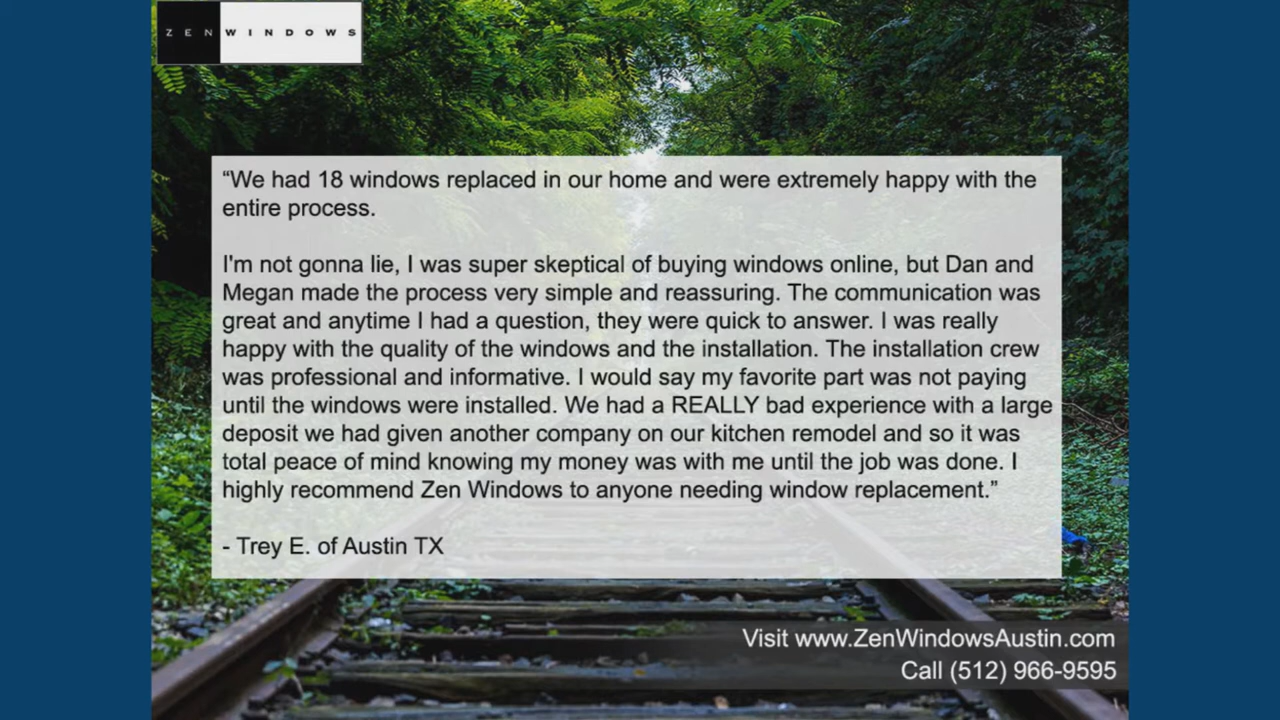 ZEN WINDOWS
“We had 18 windows replaced in our home and were extremely happy with the
entire process.
I'm not gonna lie, I was super skeptical of buying windows online, but Dan and
Megan made the process very simple and reassuring. The communication was
great and anytime I had a question, they were quick to answer. I was really
happy with the quality of the windows and the installation. The installation crew
was professional and informative. I would say my favorite part was not paying
until the windows were installed. We had a REALLY bad experience with a large
deposit we had given another company on our kitchen remodel and so it was
total peace of mind knowing my money was with me until the job was done. I
highly recommend Zen Windows to anyone needing window replacement.”
- Trey E. of Austin TX
Visit www.ZenWindowsAustin.com
Call (512) 966-9595